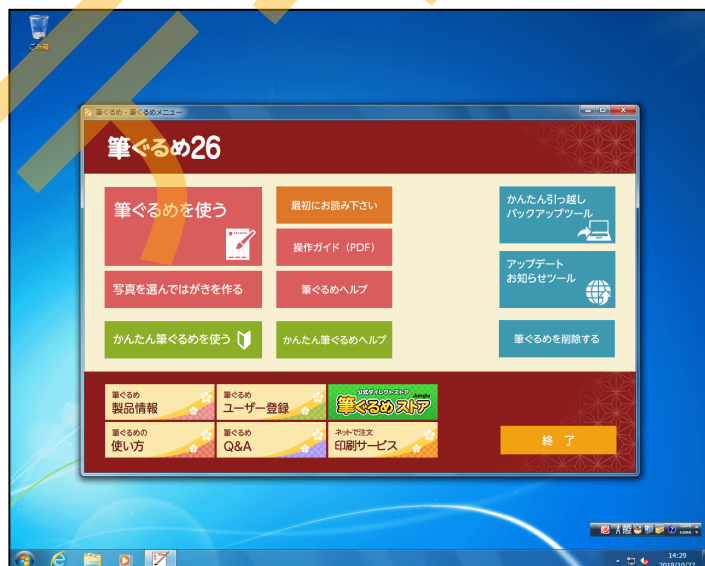 ごみ箱
筆ぐるめ - 筆ぐるめメニュー
筆ぐるめ26
筆ぐるめを使う
最初にお読み下さい
かんたん引っ越し
バックアップツール
操作ガイド（PDF）
アップデート
お知らせツール
写真を選んではがきを作る
筆ぐるめヘルプ
かんたん筆ぐるめを使う
かんたん筆ぐるめヘルプ
筆ぐるめを削除する
筆ぐるめ
製品情報
筆ぐるめ
ユーザー登録
公式ダイレクトストア
Jungle
筆ぐるめストア
筆ぐるめの
使い方
筆ぐるめ
Q&A
ネットで注文
印刷サービス
終 了
A 般
CAPS
KANA
14:29
2018/10/27